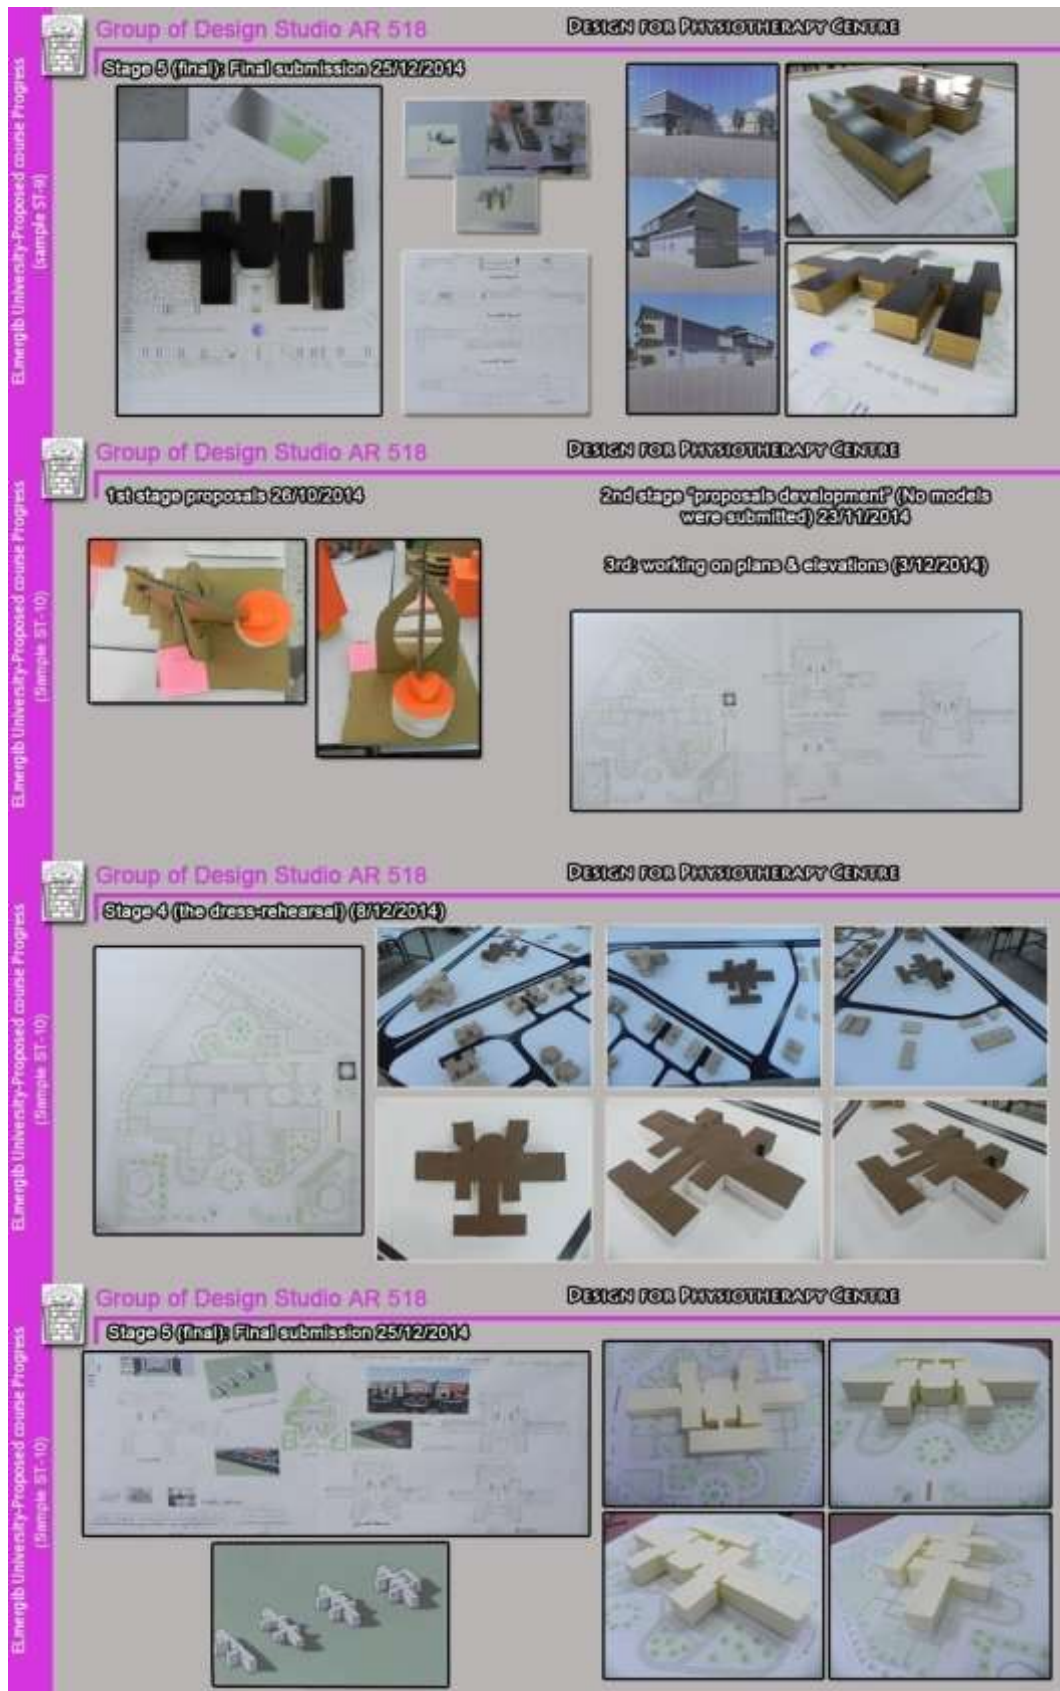 Group of Design Studio AR 518
DESIGN FOR PHYSIOTHERAPY CENTRE
Stage 5 (final): Final submission 25/12/2014
ELmergib University-Proposed course Progress
(sample ST-9)
Group of Design Studio AR 518
DESIGN FOR PHYSIOTHERAPY CENTRE
1st stage proposals 26/10/2014
2nd stage "proposals development" (No models
were submitted) 23/11/2014
3rd: working on plans & elevations (3/12/2014)
ELmergib University-Proposed course Progress
(Sample ST-10)
Group of Design Studio AR 518
DESIGN FOR PHYSIOTHERAPY CENTRE
Stage 4 (the dress-rehearsal) (8/12/2014)
ELmergib University-Proposed course Progress
(Sample ST-10)
Group of Design Studio AR 518
DESIGN FOR PHYSIOTHERAPY CENTRE
Stage 5 (final): Final submission 25/12/2014
ELmergib University-Proposed course Progress
(Sample ST-10)